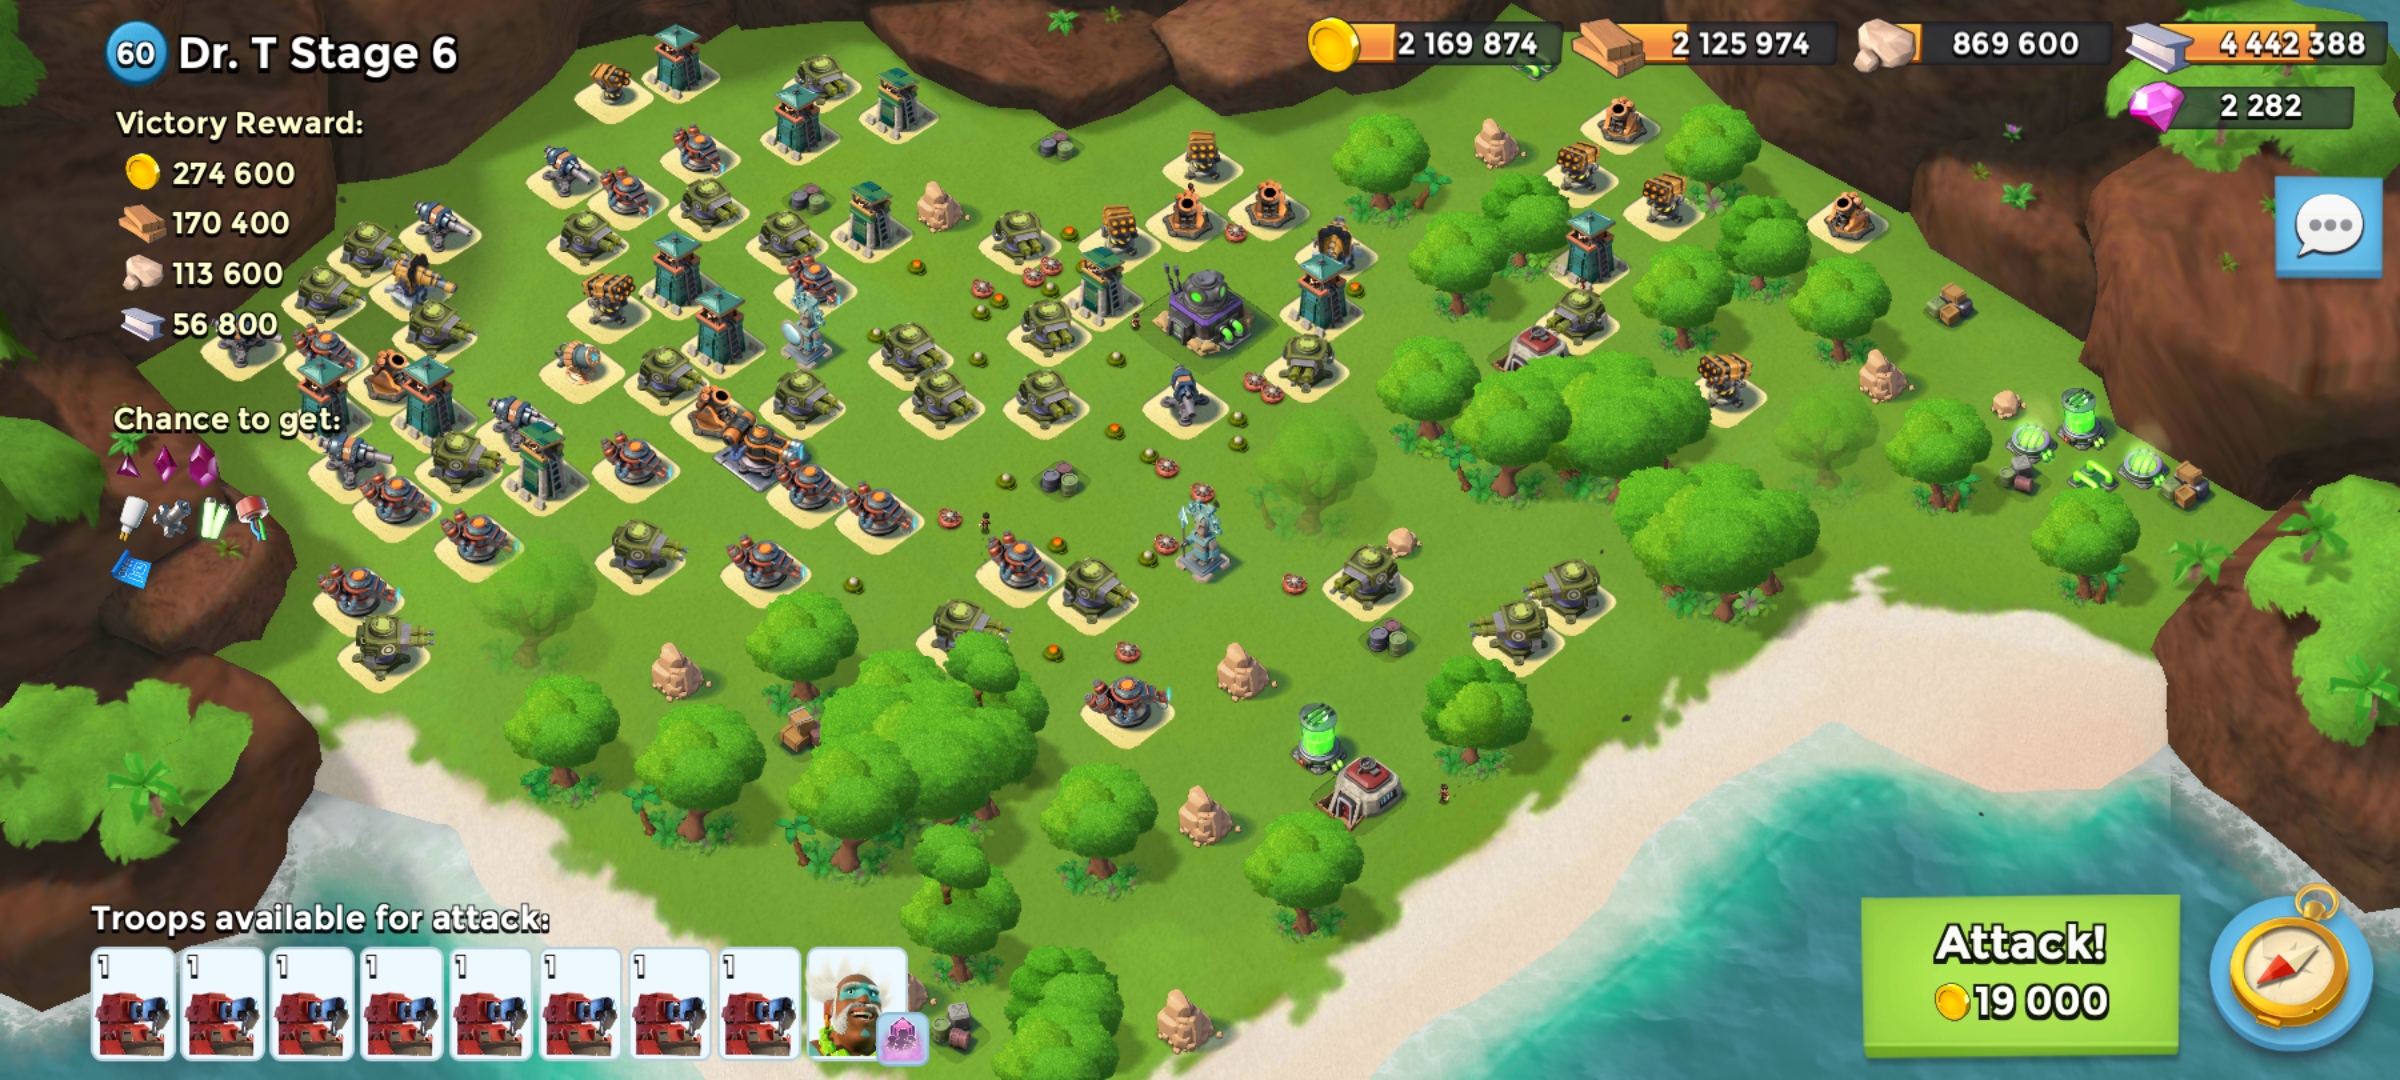 60 Dr. T Stage 6
2 169 874
2 125 974
869 600
4 442 388
2 282
Victory Reward:
274 600
170 400
113 600
56 800
Chance to get:
Troops available for attack:
1 1 1 1 1 1 1 1
Attack!
19 000